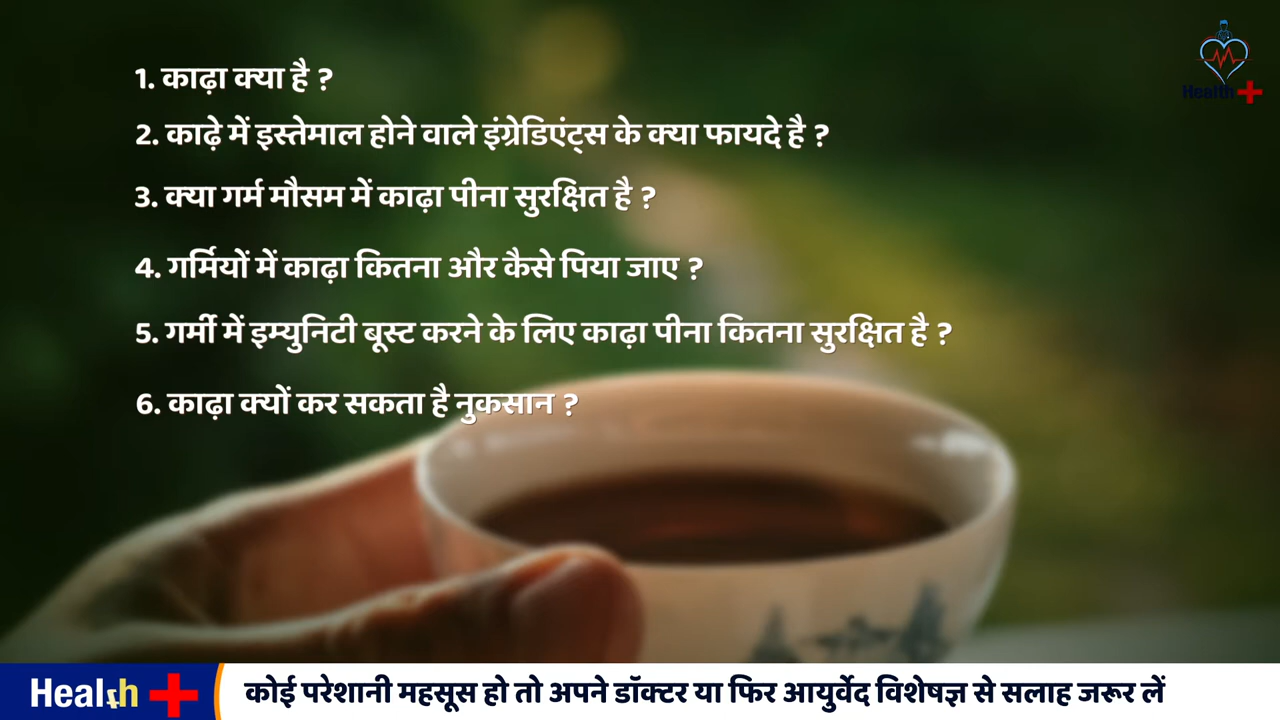 1. काढ़ा क्या है ?
2. काढ़े में इस्तेमाल होने वाले इंग्रेडिएंट्स के क्या फायदे है ?
3. क्या गर्म मौसम में काढ़ा पीना सुरक्षित है ?
4. गर्मियों में काढ़ा कितना और कैसे पिया जाए ?
5. गर्मी में इम्युनिटी बूस्ट करने के लिए काढ़ा पीना कितना सुरक्षित है ?
6. काढ़ा क्यों कर सकता है नुकसान ?
Health
Health
कोई परेशानी महसूस हो तो अपने डॉक्टर या फिर आयुर्वेद विशेषज्ञ से सलाह जरूर लें